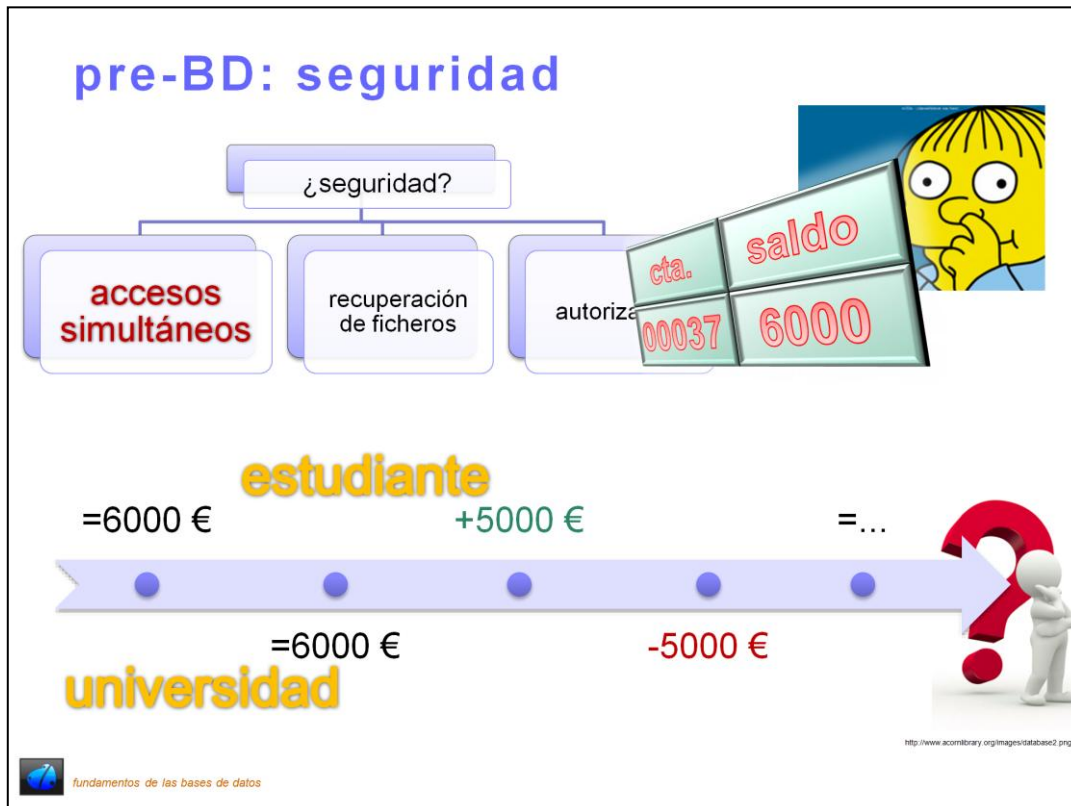 pre-BD: seguridad
¿seguridad?
accesos
simultáneos
recuperación
de ficheros
cta.
saldo
00037
6000
estudiante
=6000 €
+5000 €
=...
=6000 €
-5000 €
universidad
http://www.acornlibrary.org/images/database2.png
fundamentos de las bases de datos